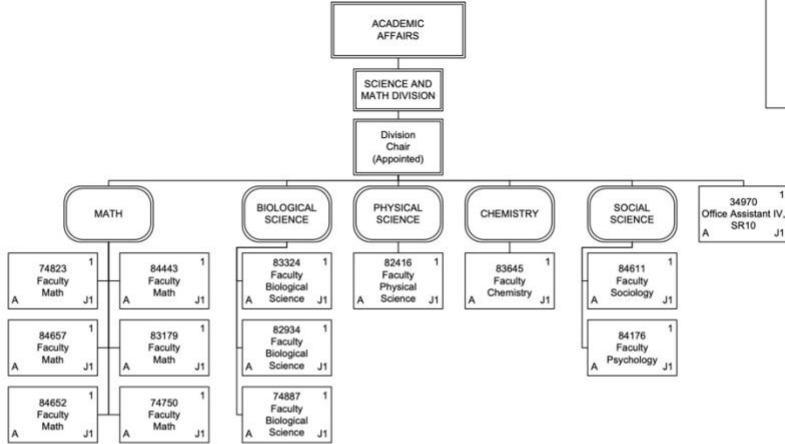 ACADEMIC
AFFAIRS
SCIENCE AND
MATH DIVISION
Division
Chair
(Appointed)
MATH
BIOLOGICAL
SCIENCE
PHYSICAL
SCIENCE
CHEMISTRY
SOCIAL
SCIENCE
34970 1
Office Assistant IV,
SR10
A J1
74823 1
Faculty
Math
A J1
84443 1
Faculty
Math
A J1
83324 1
Faculty
Biological
Science
A J1
82416 1
Faculty
Physical
Science
A J1
83645 1
Faculty
Chemistry
A J1
84611 1
Faculty
Sociology
A J1
84657 1
Faculty
Math
A J1
83179 1
Faculty
Math
A J1
82934 1
Faculty
Biological
Science
A J1
84176 1
Faculty
Psychology
A J1
84652 1
Faculty
Math
A J1
74750 1
Faculty
Math
A J1
74887 1
Faculty
Biological
Science
A J1